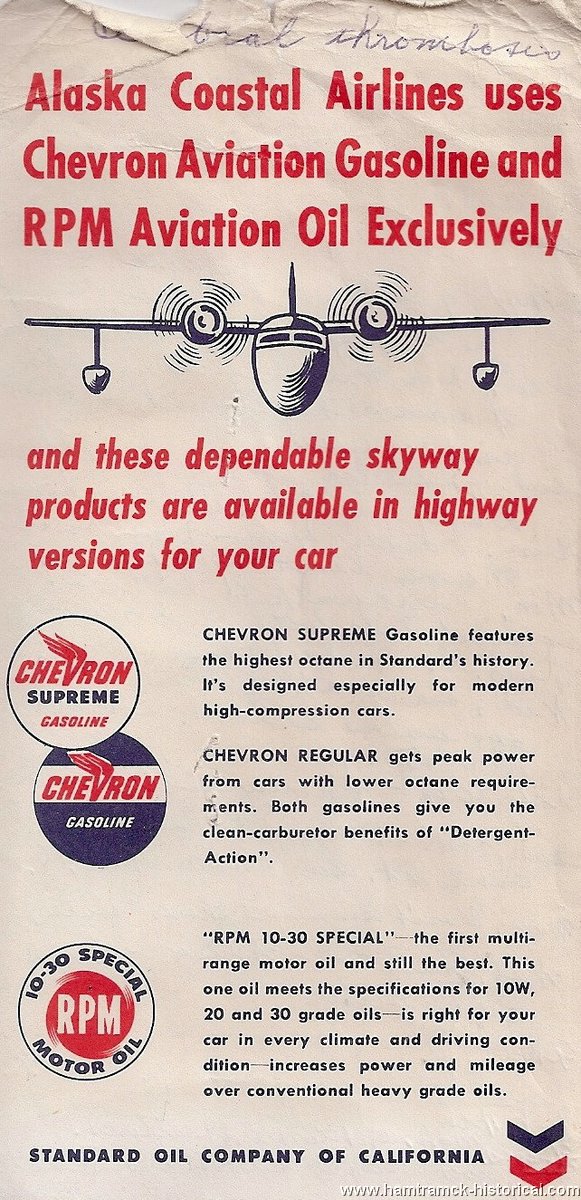 thrombosis
Alaska Coastal Airlines uses
Chevron Aviation Gasoline and
RPM Aviation Oil Exclusively
and these dependable skyway
products are available in highway
versions for your car
CHEVRON
SUPREME
GASOLINE
CHEVRON SUPREME Gasoline features
the highest octane in Standard's history.
It's designed especially for modern
high-compression cars.
CHEVRON
GASOLINE
CHEVRON REGULAR gets peak power
from cars with lower octane require-
ments. Both gasolines give you the
clean-carburetor benefits of "Detergent-
Action".
10-30 SPECIAL
RPM
MOTOR OIL
"RPM 10-30 SPECIAL"—the first multi-
range motor oil and still the best. This
one oil meets the specifications for 10W,
20 and 30 grade oils—is right for your
car in every climate and driving con-
dition—increases power and mileage
over conventional heavy grade oils.
STANDARD OIL COMPANY OF CALIFORNIA
www.hamtramck-historical.com